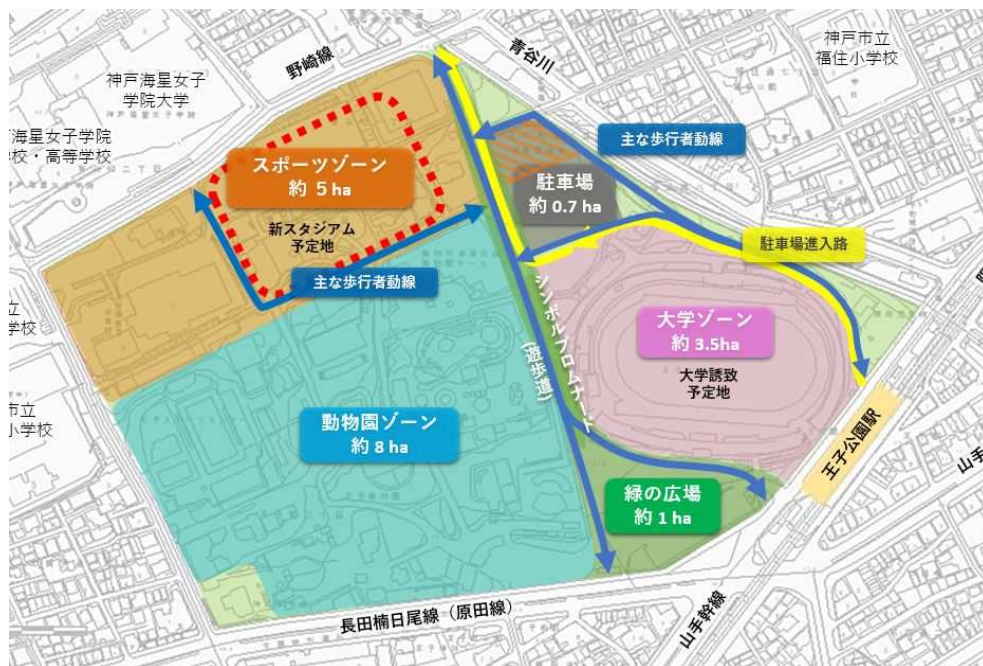 野崎線
青谷川
神戸市立
福住小学校
神戸海星女子
学院大学
海星女子学院
学校・高等学校
主な歩行者動線
スポーツゾーン
約 5 ha
駐車場
約 0.7 ha
新スタジアム
予定地
駐車場進入路
主な歩行者動線
立
学校
シンボルプロムナード
(遊歩道)
大学ゾーン
約 3.5ha
大学誘致
予定地
動物園ゾーン
約 8 ha
市立
小学校
王子公園駅
緑の広場
約 1 ha
長田楠日尾線（原田線）
山手幹線